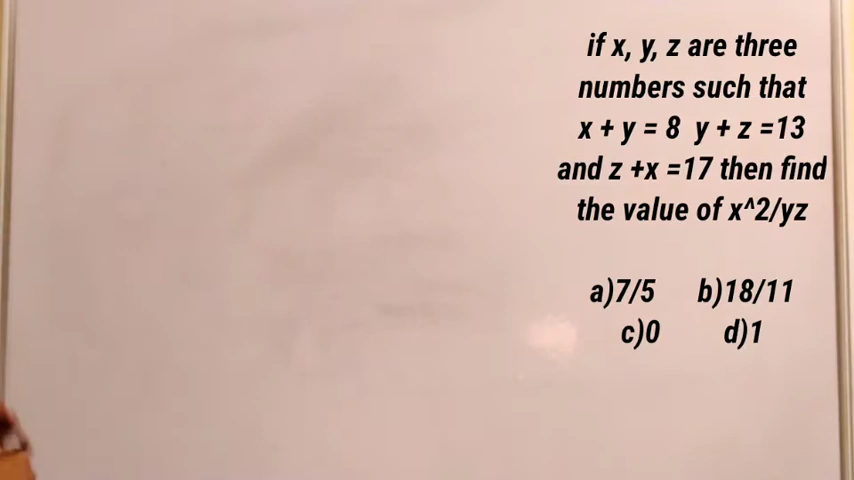 if x, y, z are three
numbers such that
x + y = 8 y + z =13
and z +x =17 then find
the value of x^2/yz
a)7/5 b)18/11
c)0 d)1